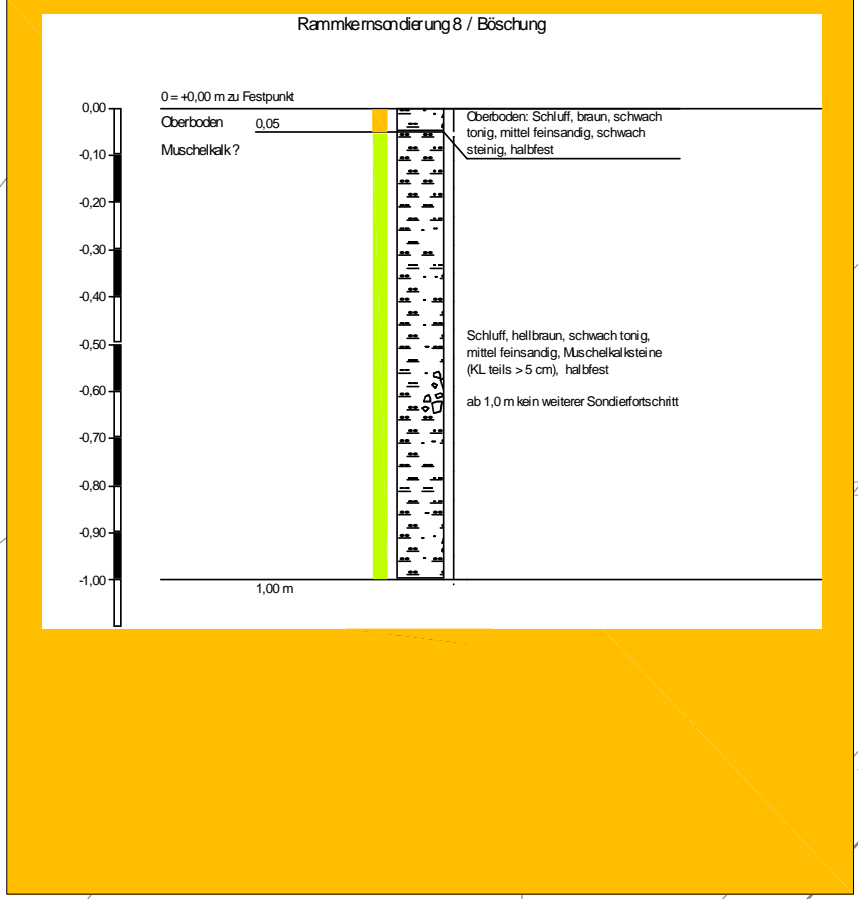 Rammkernsondierung 8 / Böschung
0 = +0,00 m zu Festpunkt
0,00
Oberboden
0,05
Oberboden: Schluff, braun, schwach
tonig, mittel feinsandig, schwach
steinig, halbfest
Muschelkalk ?
-0,10
-0,20
-0,30
-0,40
-0,50
-0,60
-0,70
-0,80
-0,90
-1,00
Schluff, hellbraun, schwach tonig,
mittel feinsandig, Muschelkalksteine
(KL teils > 5 cm), halbfest
ab 1,0 m kein weiterer Sondierfortschritt
1,00 m